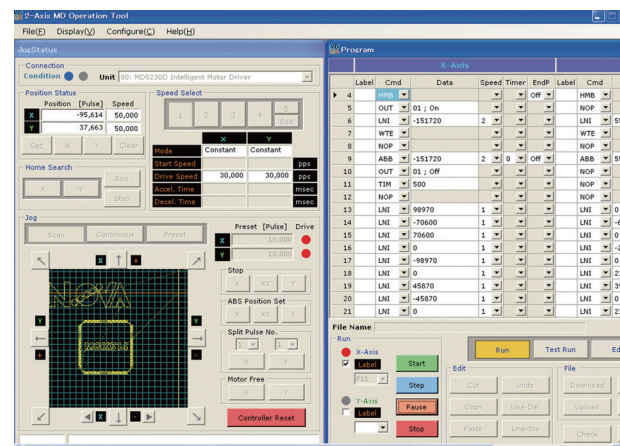 2-Axis MD Operation Tool
File(F) Display(V) Configure(C) Help(H)
JogStatus
Connection
Condition Unit 00: MD5230D Intelligent Motor Driver
Position Status
Position [Pulse] Speed
X -95,614 50,000
Y 37,663 50,000
Set X Y Clear
Speed Select
1 2 3 4 5
Edit
X Y
Mode Constant Constant
Start Speed pps
Drive Speed 30,000 30,000 pps
Accel. Time msec
Decel. Time msec
Home Search
X Y Run
Stop
Jog
Scan Continuous Preset
Preset [Pulse] Drive
X 10,000
Y 10,000
X +
Y Y
+ -
X -
NOVA
Stop
X XY Y
ABS Position Set
X XY Y
Split Pulse No.
1 1
X Y
Motor Free
X Y
Controller Reset
Program
X-Axis
Label Cmd Data Speed Timer EndP Label Cmd
4 HMB Off HMB
5 OUT 01 ; On NOP
6 LNI -151720 2 LNI
7 WTE WTE
8 NOP NOP
9 ABB -151720 2 0 Off ABB
10 OUT 01 ; Off NOP
11 TIM 500 NOP
12 NOP NOP
13 LNI 98970 1 LNI 0
14 LNI -70600 1 LNI
15 LNI 70600 1 LNI 0
16 LNI 0 1 LNI
17 LNI -98970 1 LNI 0
18 LNI 0 1 LNI
19 LNI 45870 1 LNI
20 LNI -45870 1 LNI 0
21 LNI 0 1 LNI
File Name
Run
X-Axis
Label
P11
Y-Axis
Label
Start
Step
Pause
Stop
Run Test Run
Edit
Cut Undo
Copy Line-Del
Paste Line-Ins
File
Download
Upload
Check